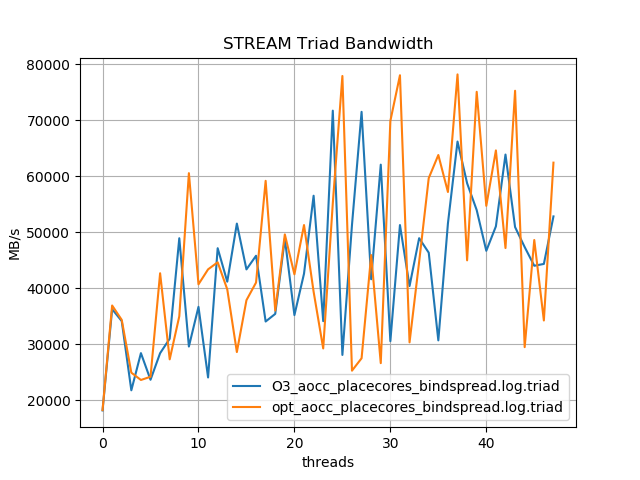 STREAM Triad Bandwidth
80000
70000
60000
50000
40000
30000
20000
MB/s
O3_aocc_placecores_bindspread.log.triad
opt_aocc_placecores_bindspread.log.triad
0 10 20 30 40
threads